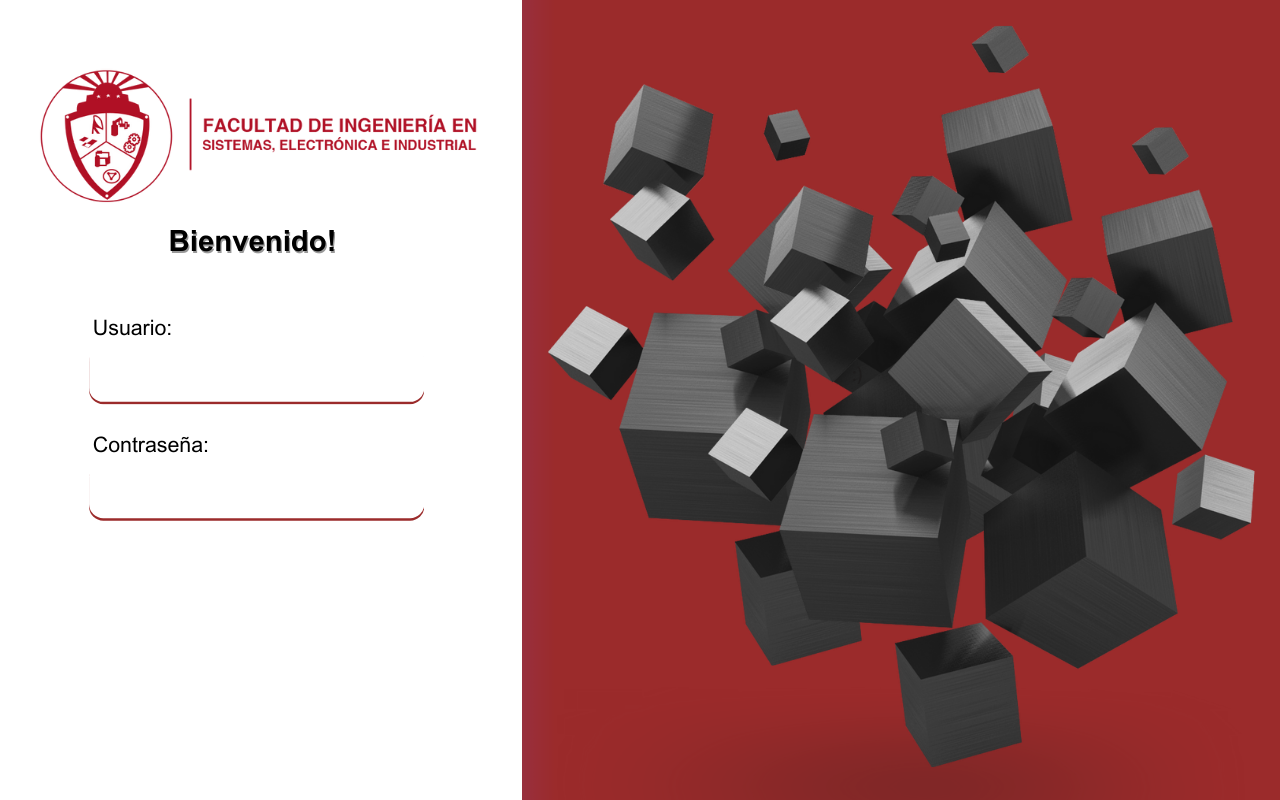 FACULTAD DE INGENIERÍA EN
SISTEMAS, ELECTRÓNICA E INDUSTRIAL
Bienvenido!
Usuario:
Contraseña: